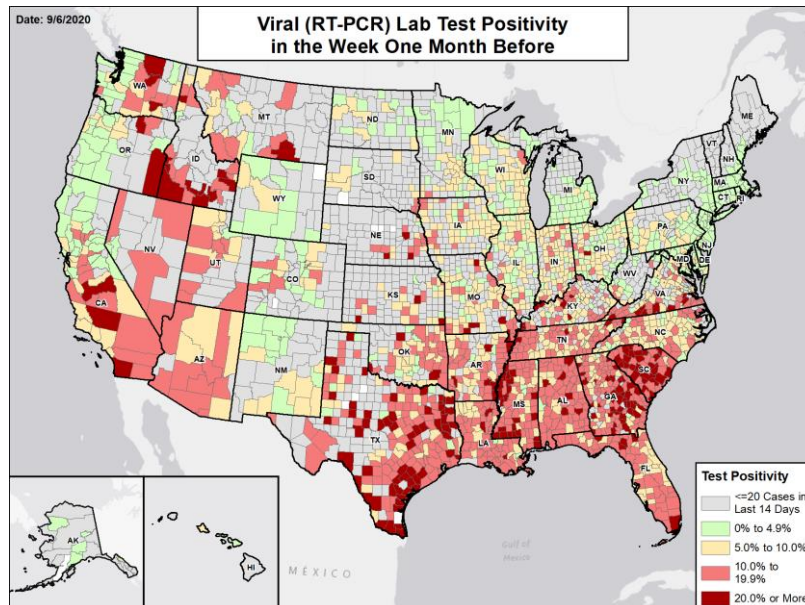 Date: 9/6/2020
Viral (RT-PCR) Lab Test Positivity
in the Week One Month Before
WA
MT
ND
MN
ME
OR
ID
SD
WI
VT
NH
WY
MI
NY
MA
CT
RI
NV
NE
IA
PA
NJ
UT
CO
IL
IN
OH
MD
DE
WV
CA
KS
MO
KY
VA
AZ
NM
OK
AR
TN
NC
SC
TX
LA
MS
AL
GA
FL
AK
HI
MÉXICO
Gulf of
Mexico
Test Positivity
<=20 Cases in
Last 14 Days
0% to 4.9%
5.0% to 10.0%
10.0% to
19.9%
20.0% or More